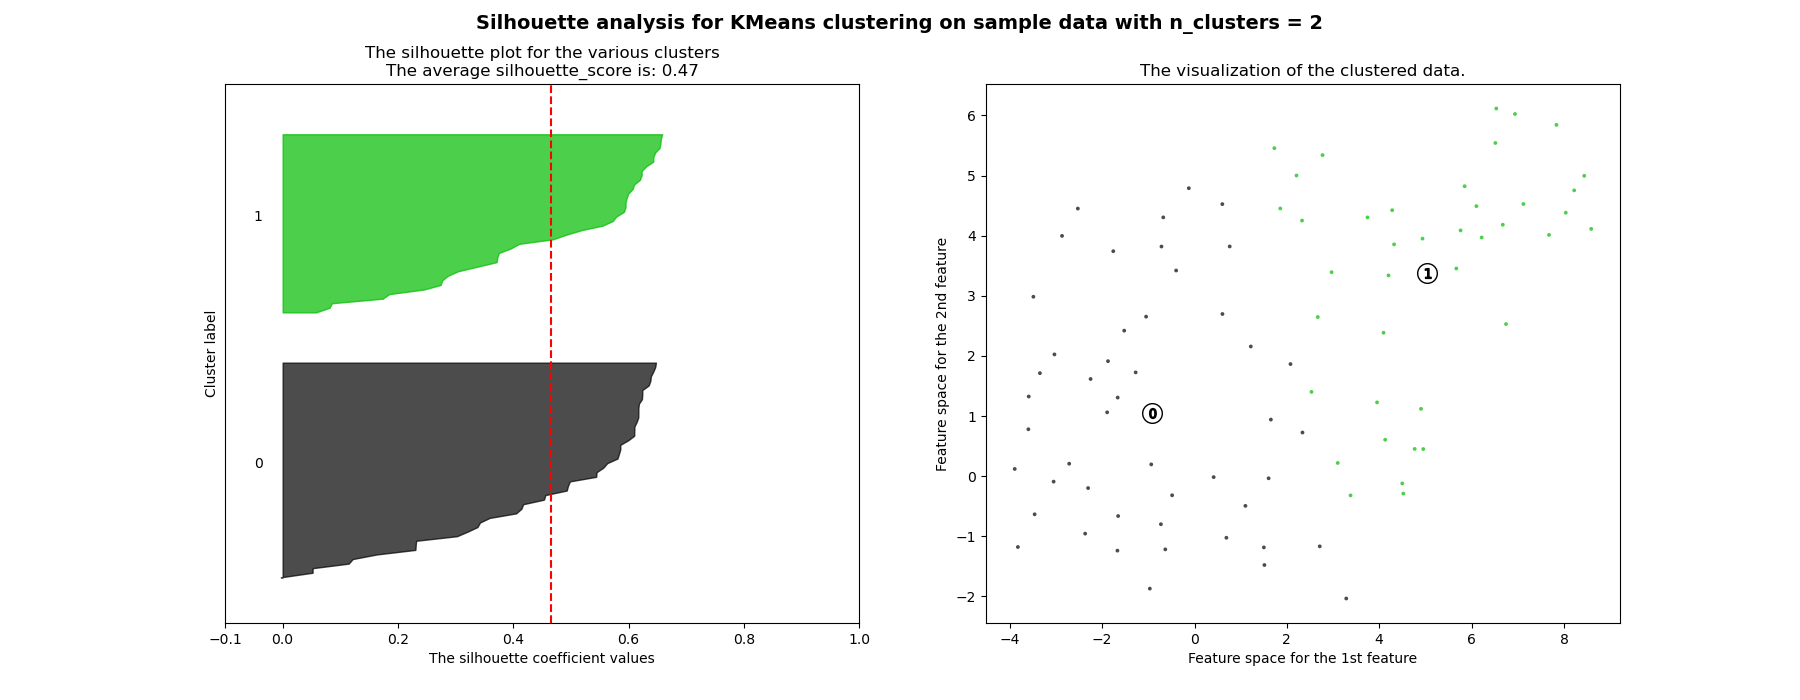 Silhouette analysis for KMeans clustering on sample data with n_clusters = 2
The silhouette plot for the various clusters
The average silhouette_score is: 0.47
1
0
Cluster label
−0.1 0.0 0.2 0.4 0.6 0.8 1.0
The silhouette coefficient values
The visualization of the clustered data.
6
5
4
3
2
1
0
−1
−2
Feature space for the 2nd feature
1
0
−4 −2 0 2 4 6 8
Feature space for the 1st feature